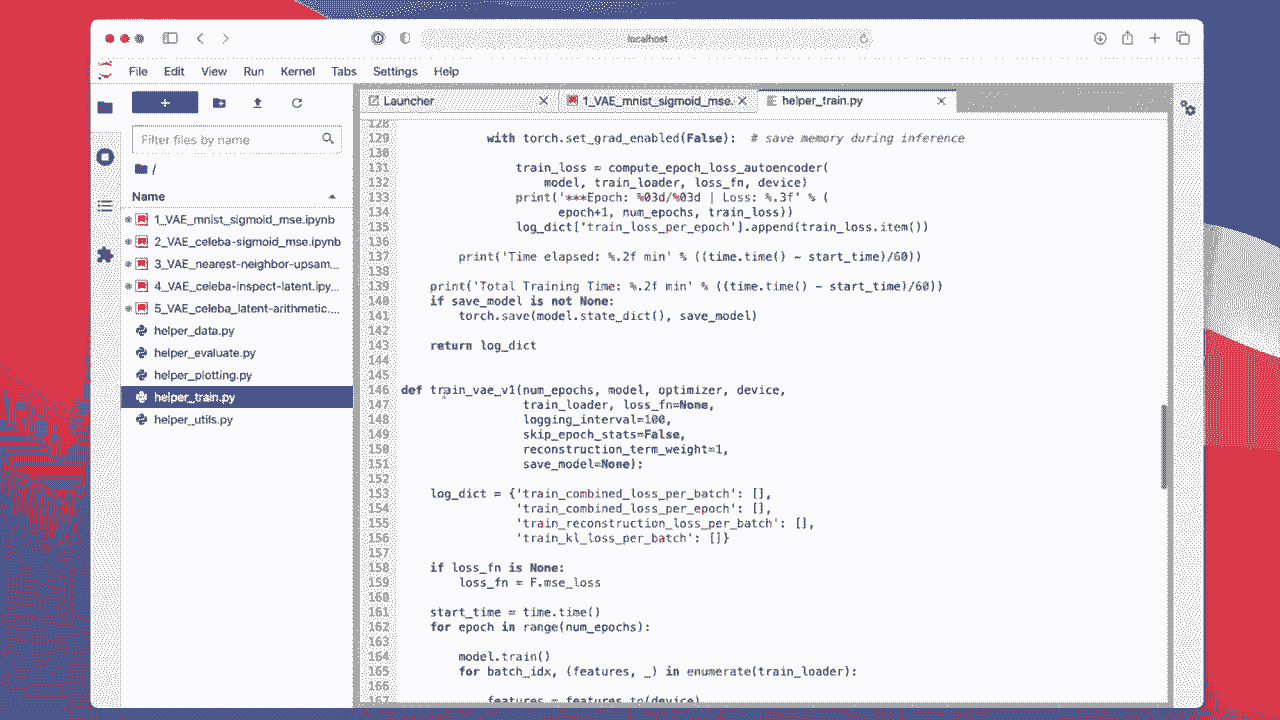 localhost
File Edit View Run Kernel Tabs Settings Help
+
Filter files by name
/
Name
1_VAE_mnist_sigmoid_mse.ipynb
2_VAE_celeba-sigmoid_mse.ipynb
3_VAE_nearest-neighbor-upsam...
4_VAE_celeba-inspect-latent.ipy...
5_VAE_celeba_latent-arithmetic....
helper_data.py
helper_evaluate.py
helper_plotting.py
helper_train.py
helper_utils.py
Launcher 1_VAE_mnist_sigmoid_mse. helper_train.py
128
129 with torch.set_grad_enabled(False):  # save memory during inference
130
131 train_loss = compute_epoch_loss_autoencoder(
132 model, train_loader, loss_fn, device)
133 print('***Epoch: %03d/%03d | Loss: %.3f' % (
134 epoch+1, num_epochs, train_loss))
135 log_dict['train_loss_per_epoch'].append(train_loss.item())
136
137 print('Time elapsed: %.2f min' % ((time.time() - start_time)/60))
138
139 print('Total Training Time: %.2f min' % ((time.time() - start_time)/60))
140 if save_model is not None:
141 torch.save(model.state_dict(), save_model)
142
143 return log_dict
144
145
146 def train_vae_v1(num_epochs, model, optimizer, device,
147 train_loader, loss_fn=None,
148 logging_interval=100,
149 skip_epoch_stats=False,
150 reconstruction_term_weight=1,
151 save_model=None):
152
153 log_dict = {'train_combined_loss_per_batch': [],
154 'train_combined_loss_per_epoch': [],
155 'train_reconstruction_loss_per_batch': [],
156 'train_kl_loss_per_batch': []}
157
158 if loss_fn is None:
159 loss_fn = F.mse_loss
160
161 start_time = time.time()
162 for epoch in range(num_epochs):
163
164 model.train()
165 for batch_idx, (features, _) in enumerate(train_loader):
166
167 features = features.to(device)